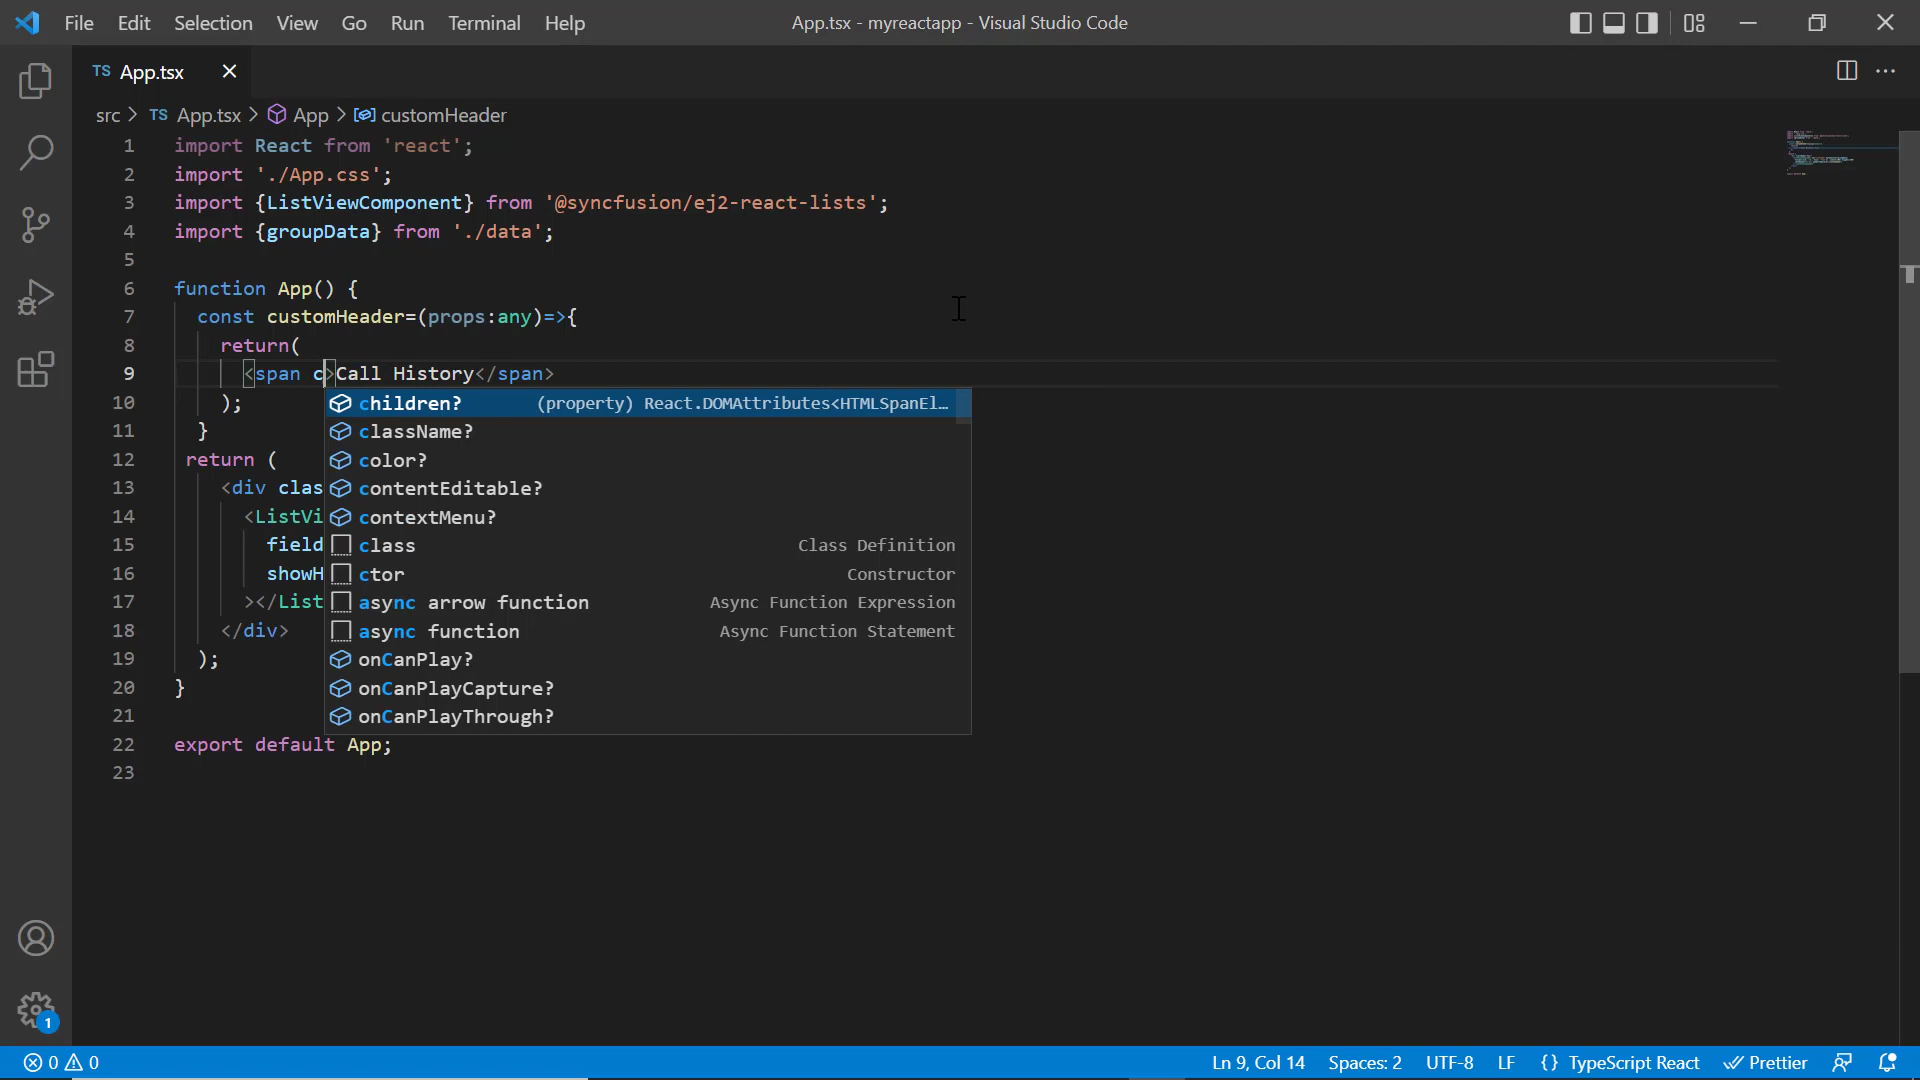 File Edit Selection View Go Run Terminal Help
App.tsx - myreactapp - Visual Studio Code
TS App.tsx
src > TS App.tsx > App > customHeader
1 import React from 'react';
2 import './App.css';
3 import {ListViewComponent} from '@syncfusion/ej2-react-lists';
4 import {groupData} from './data';
5
6 function App() {
7 const customHeader=(props:any)=>{
8 return(
9 <span c>Call History</span>
10 );
children? (property) React.DOMAttributes<HTMLSpanEl…
11 }
className?
12 return (
color?
13 <div clas
contentEditable?
14 <ListVi
contextMenu?
15 field
class Class Definition
16 showH
ctor Constructor
17 ></List
async arrow function Async Function Expression
18 </div>
async function Async Function Statement
19 );
onCanPlay?
20 }
onCanPlayCapture?
21
onCanPlayThrough?
22 export default App;
23
1
0 0
Ln 9, Col 14 Spaces: 2 UTF-8 LF {} TypeScript React Prettier